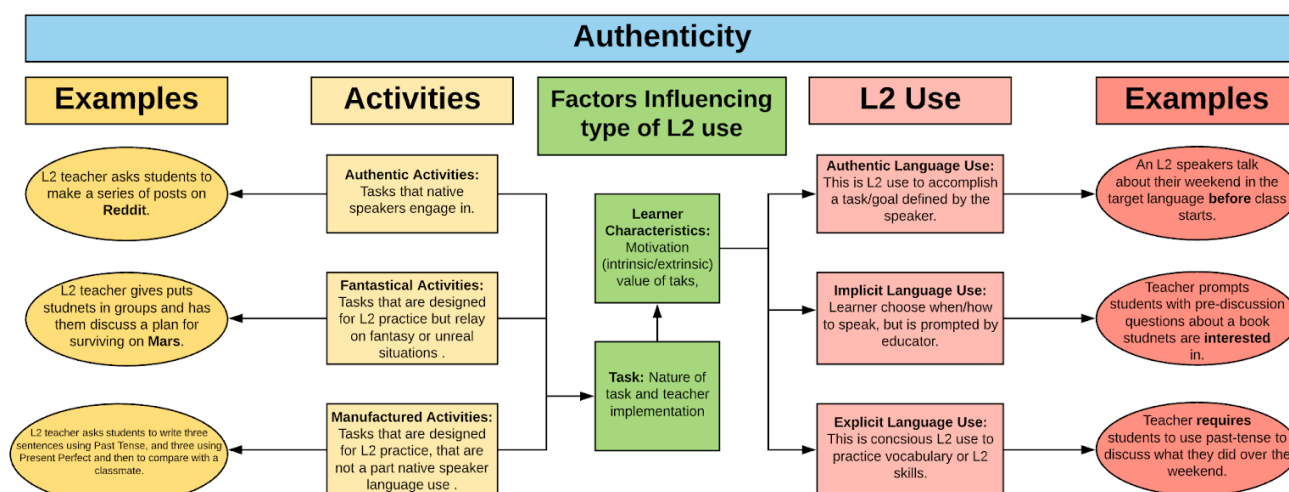 Authenticity
Examples
Activities
Factors Influencing
type of L2 use
L2 Use
Examples
L2 teacher asks students to
make a series of posts on
Reddit.
Authentic Activities:
Tasks that native
speakers engage in.
Learner
Characteristics:
Motivation
(intrinsic/extrinsic)
value of taks,
Authentic Language Use:
This is L2 use to accomplish
a task/goal defined by the
speaker.
An L2 speakers talk
about their weekend in the
target language before class
starts.
L2 teacher gives puts
studnets in groups and has
them discuss a plan for
surviving on Mars.
Fantastical Activities:
Tasks that are designed
for L2 practice but relay
on fantasy or unreal
situations .
Implicit Language Use:
Learner choose when/how
to speak, but is prompted by
educator.
Teacher prompts
students with pre-discussion
questions about a book
studnets are interested
in.
Task: Nature of
task and teacher
implementation
L2 teacher asks students to write three
sentences using Past Tense, and three using
Present Perfect and then to compare with a
classmate.
Manufactured Activities:
Tasks that are designed
for L2 practice, that are
not a part native speaker
language use .
Explicit Language Use:
This is concsious L2 use to
practice vocabulary or L2
skills.
Teacher requires
students to use past-tense to
discuss what they did over the
weekend.